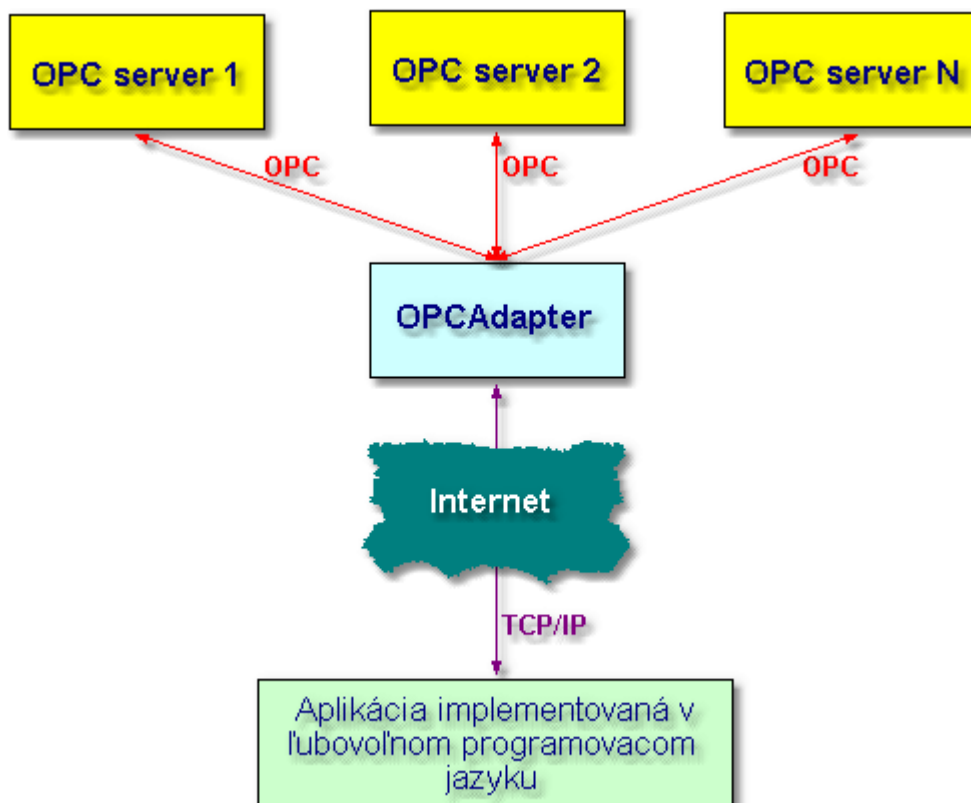 OPC server 1
OPC server 2
OPC server N
OPC
OPC
OPC
OPCAdapter
Internet
TCP/IP
Aplikácia implementovaná v
ľubovoľnom programovacom
jazyku